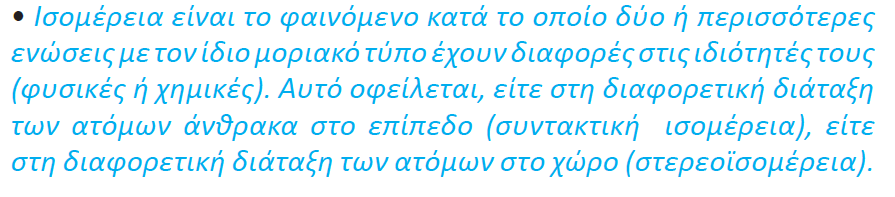 • Ισομέρεια είναι το φαινόμενο κατά το οποίο δύο ή περισσότερες
ενώσεις με τον ίδιο μοριακό τύπο έχουν διαφορές στις ιδιότητές τους
(φυσικές ή χημικές). Αυτό οφείλεται, είτε στη διαφορετική διάταξη
των ατόμων άνθρακα στο επίπεδο (συντακτική ισομέρεια), είτε
στη διαφορετική διάταξη των ατόμων στο χώρο (στερεοϊσομέρεια).